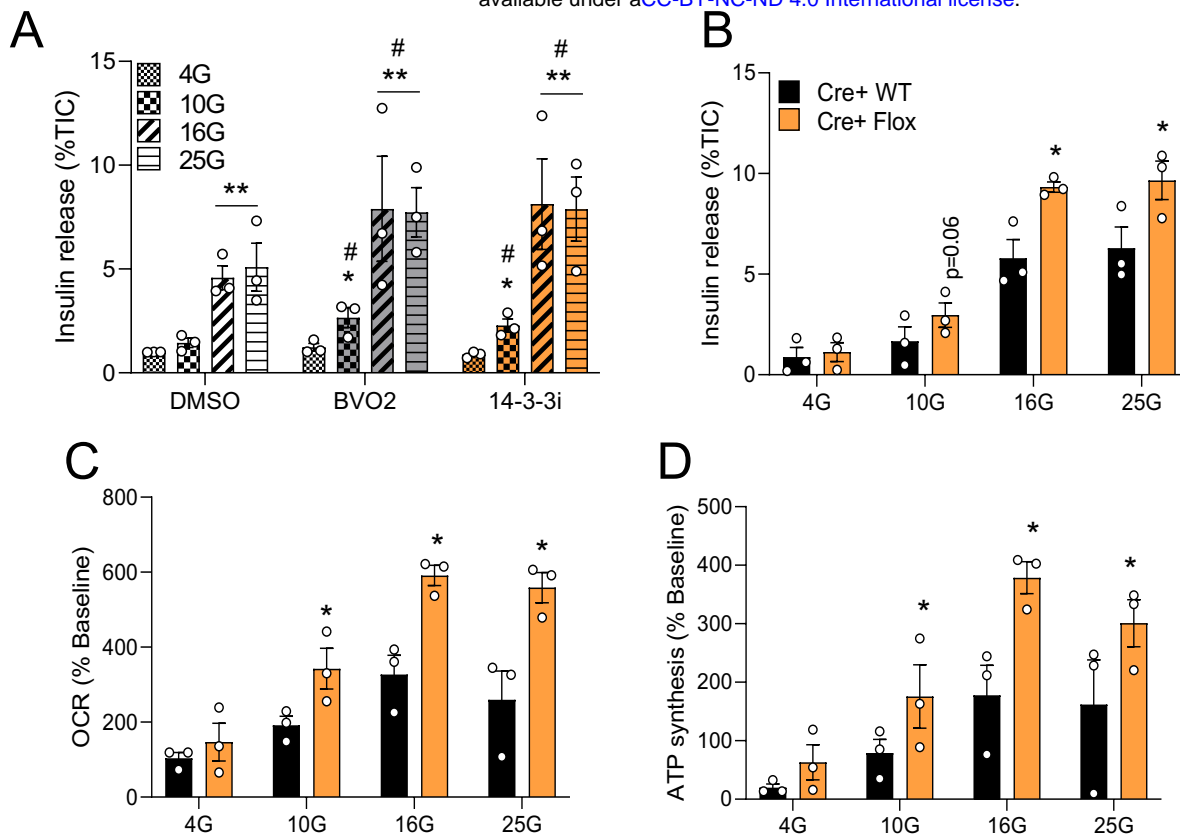 available under aCC-BY-NC-ND 4.0 International license.
A
Insulin release (%TIC)
15
10
5
0
4G
10G
16G
25G
**
#
*
#
**
#
*
#
**
DMSO
BVO2
14-3-3i
B
Insulin release (%TIC)
15
10
5
0
Cre+ WT
Cre+ Flox
p=0.06
*
*
4G
10G
16G
25G
C
OCR (% Baseline)
800
600
400
200
0
*
*
*
4G
10G
16G
25G
D
ATP synthesis (% Baseline)
500
400
300
200
100
0
*
*
*
4G
10G
16G
25G